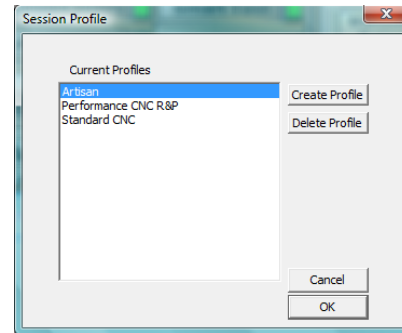 Session Profile
x
Current Profiles
Artisan
Performance CNC R&P
Standard CNC
Create Profile
Delete Profile
Cancel
OK